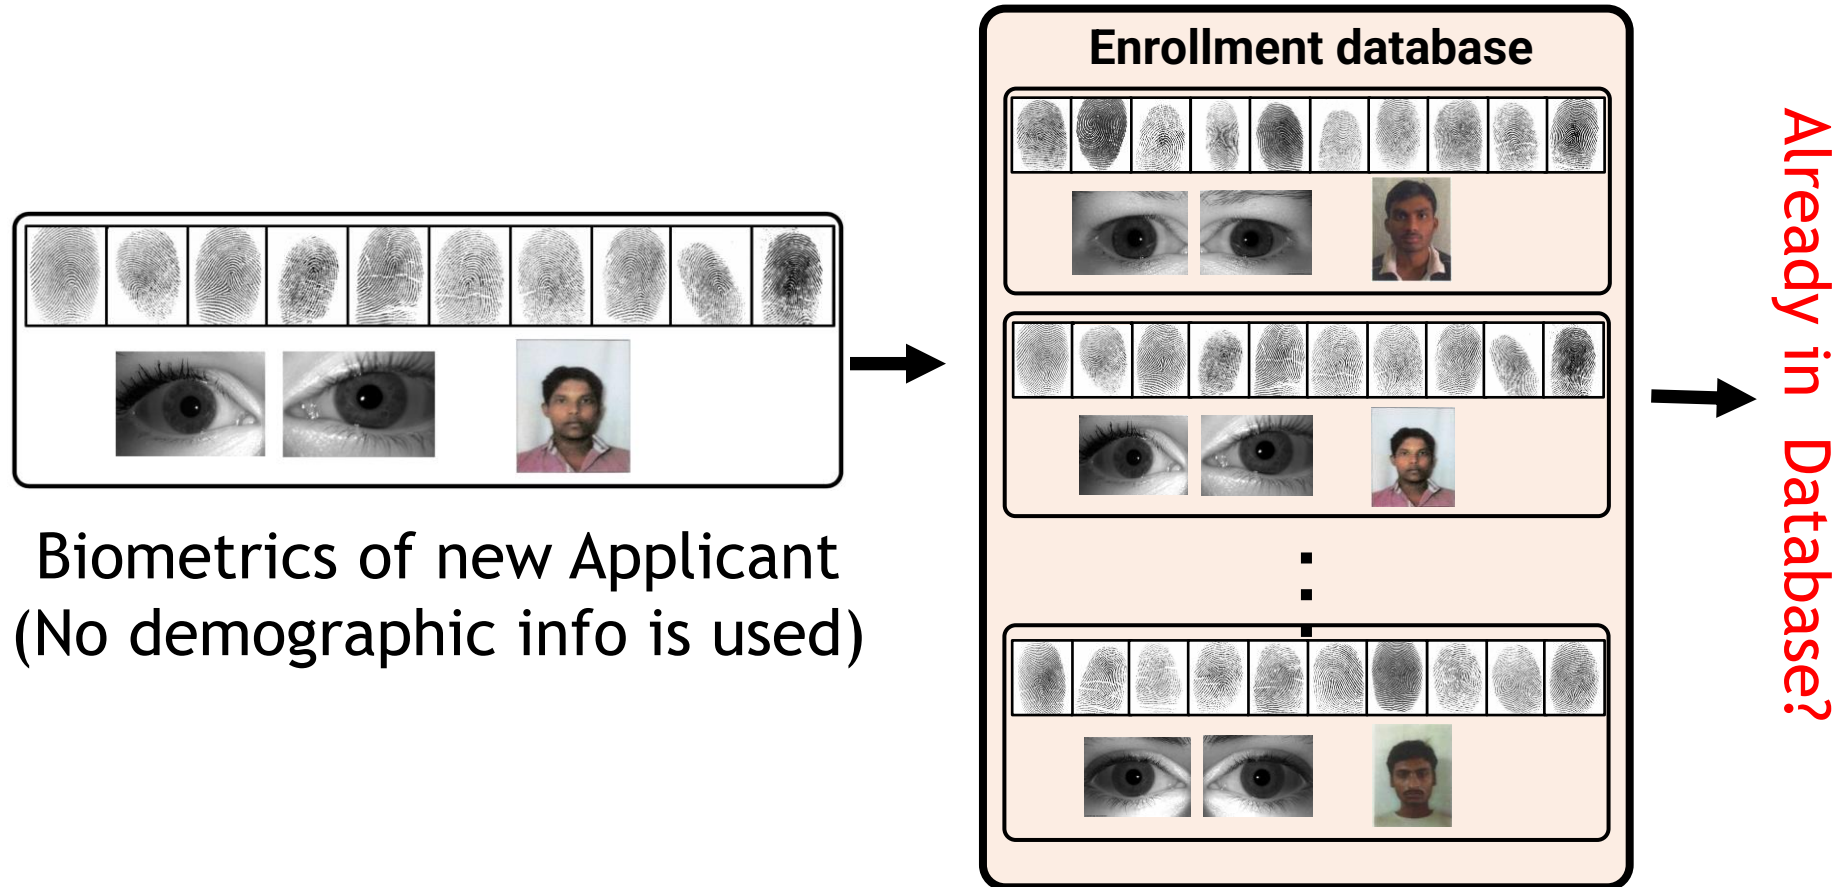 Enrollment database
Biometrics of new Applicant
(No demographic info is used)
Already in Database?